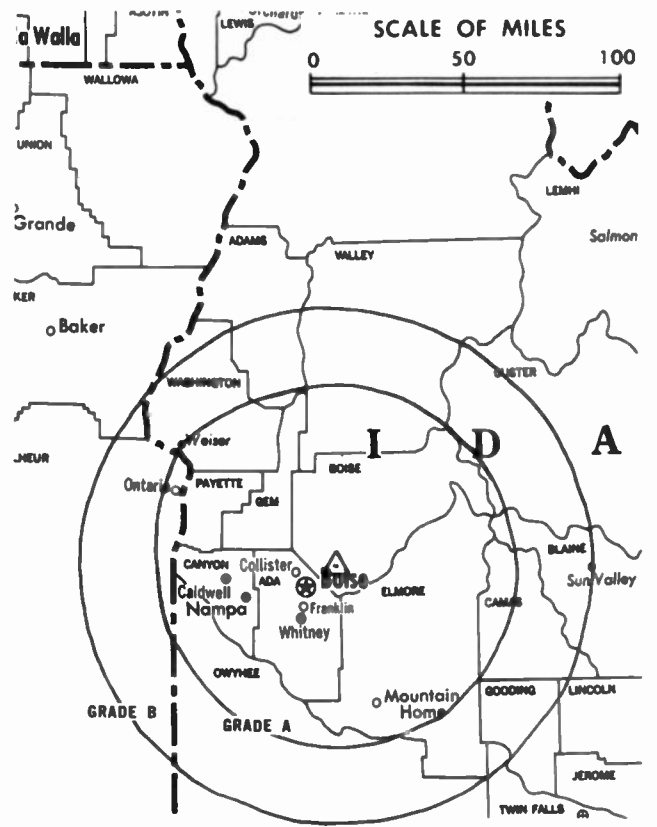 LEWIS
SCALE OF MILES
a Walla
0 50 100
WALLOWA
UNION
LEMHI
Grande
Salmon
ADAMS
VALLEY
KER
Baker
CUSTER
WASHINGTON
I D A
Weiser
NEUR
BOISE
Ontario
PAYETTE
GEM
BLAINE
CANYON
Collister
ADA
Boise
Sun Valley
Caldwell
ELMORE
Nampa
Franklin
CAMAS
Whitney
OWYHEE
Mountain
Home
GOODING
LINCOLN
GRADE B
GRADE A
JEROME
TWIN FALLS